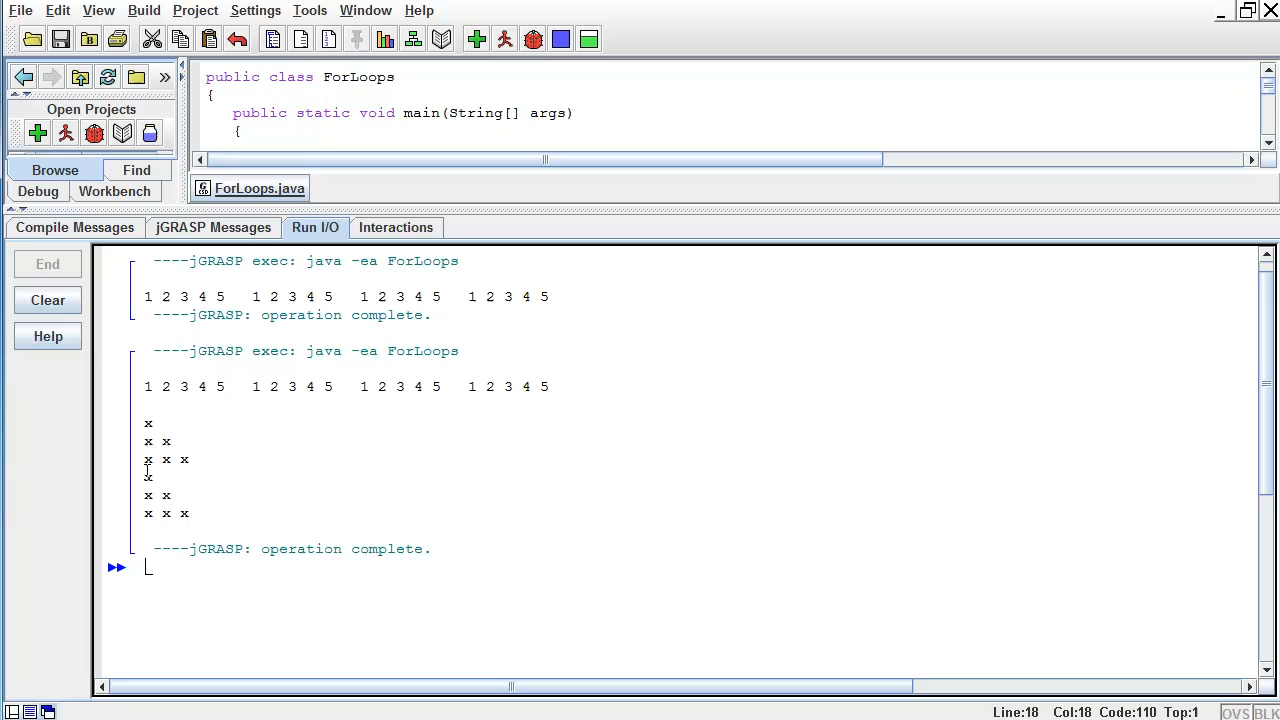 File Edit View Build Project Settings Tools Window Help
public class ForLoops
{
Open Projects
public static void main(String[] args)
{
Browse Find
Debug Workbench
ForLoops.java
Compile Messages jGRASP Messages Run I/O Interactions
End
Clear
Help
----jGRASP exec: java -ea ForLoops
1 2 3 4 5 1 2 3 4 5 1 2 3 4 5 1 2 3 4 5
----jGRASP: operation complete.
----jGRASP exec: java -ea ForLoops
1 2 3 4 5 1 2 3 4 5 1 2 3 4 5 1 2 3 4 5
x
x x
x x x
x
x x
x x x
----jGRASP: operation complete.
Line:18 Col:18 Code:110 Top:1 OVS BLK